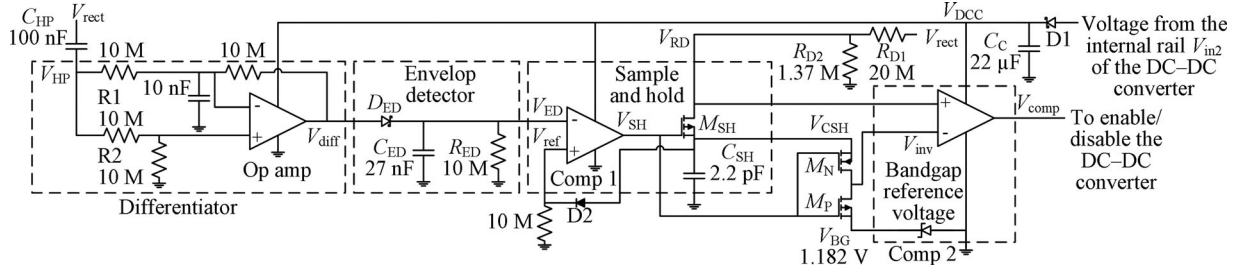 C_HP
100 nF
V_rect
10 M
10 M
V_HP
R1
10 M
R2
10 M
10 nF
-
+
Op amp
V_diff
Differentiator
Envelop
detector
D_ED
C_ED
27 nF
R_ED
10 M
V_ED
V_ref
-
+
Comp 1
Sample
and hold
V_SH
V_RD
M_SH
C_SH
2.2 pF
D2
10 M
R_D2
1.37 M
R_D1
20 M
V_rect
V_CSH
M_N
M_P
V_BG
1.182 V
V_inv
+
-
Bandgap
reference
voltage
Comp 2
V_DCC
C_C
22 µF
D1
Voltage from the
internal rail V_in2
of the DC–DC
converter
V_comp
To enable/
disable the
DC–DC
converter